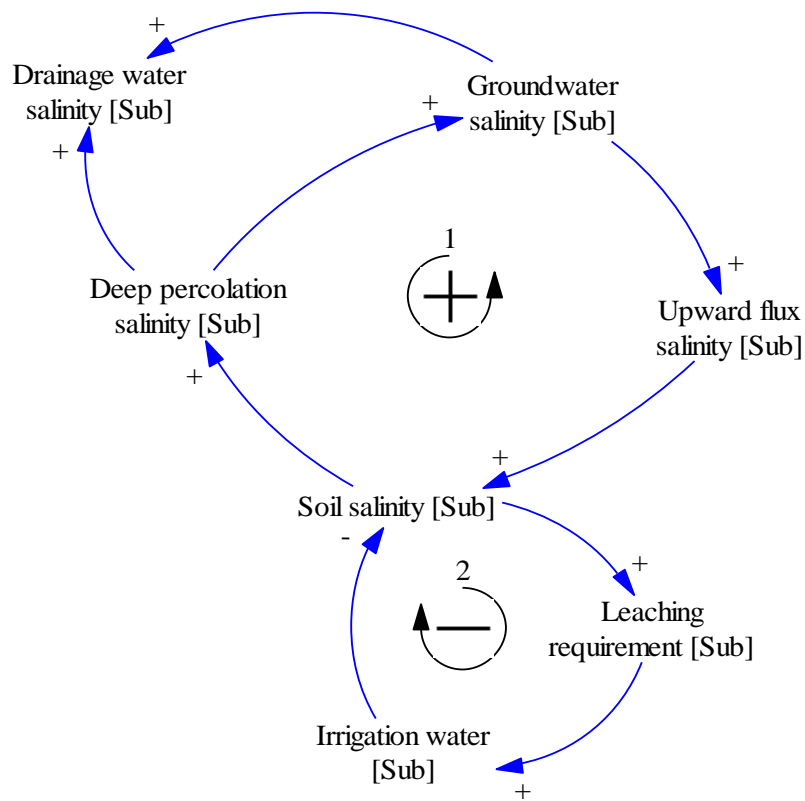 +
Drainage water
salinity [Sub]
+
Groundwater
salinity [Sub]
+
1
+
+
Deep percolation
salinity [Sub]
+
Upward flux
salinity [Sub]
+
Soil salinity [Sub]
-
2
−
+
Leaching
requirement [Sub]
Irrigation water
[Sub]
+